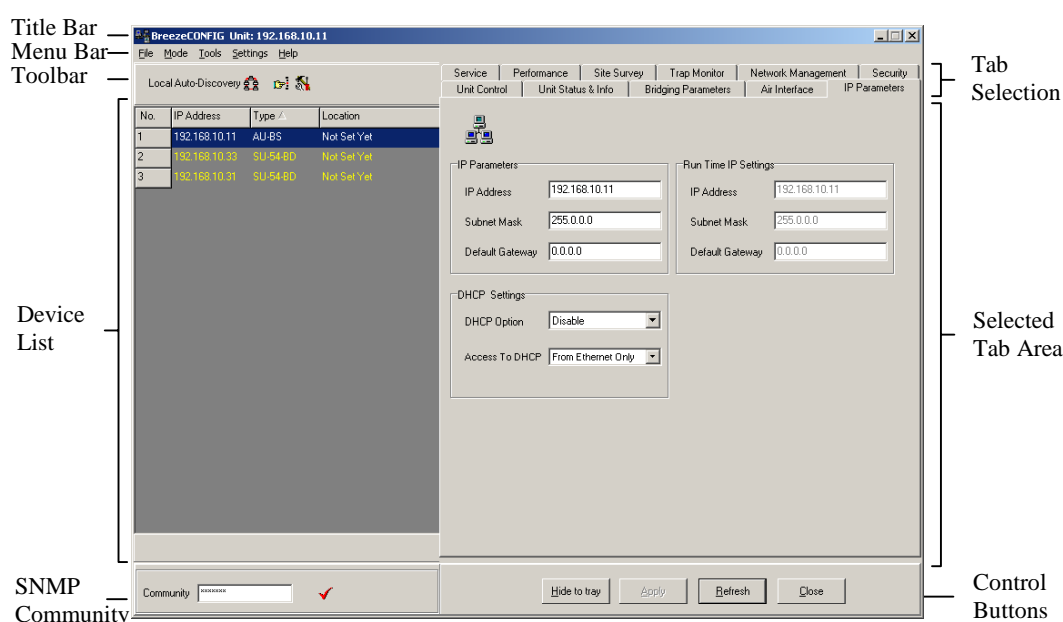 Title Bar
Menu Bar
Toolbar
Device
List
SNMP
Community
BreezeCONFIG Unit: 192.168.10.11
File Mode Tools Settings Help
Local Auto-Discovery
No. IP Address Type Location
1 192.168.10.11 AU-BS Not Set Yet
2 192.168.10.33 SU-54-BD Not Set Yet
3 192.168.10.31 SU-54-BD Not Set Yet
Community xxxxxxx
Service Performance Site Survey Trap Monitor Network Management Security
Unit Control Unit Status & Info Bridging Parameters Air Interface IP Parameters
IP Parameters
IP Address 192.168.10.11
Subnet Mask 255.0.0.0
Default Gateway 0.0.0.0
Run Time IP Settings
IP Address 192.168.10.11
Subnet Mask 255.0.0.0
Default Gateway 0.0.0.0
DHCP Settings
DHCP Option Disable
Access To DHCP From Ethernet Only
Hide to tray Apply Refresh Close
Tab
Selection
Selected
Tab Area
Control
Buttons